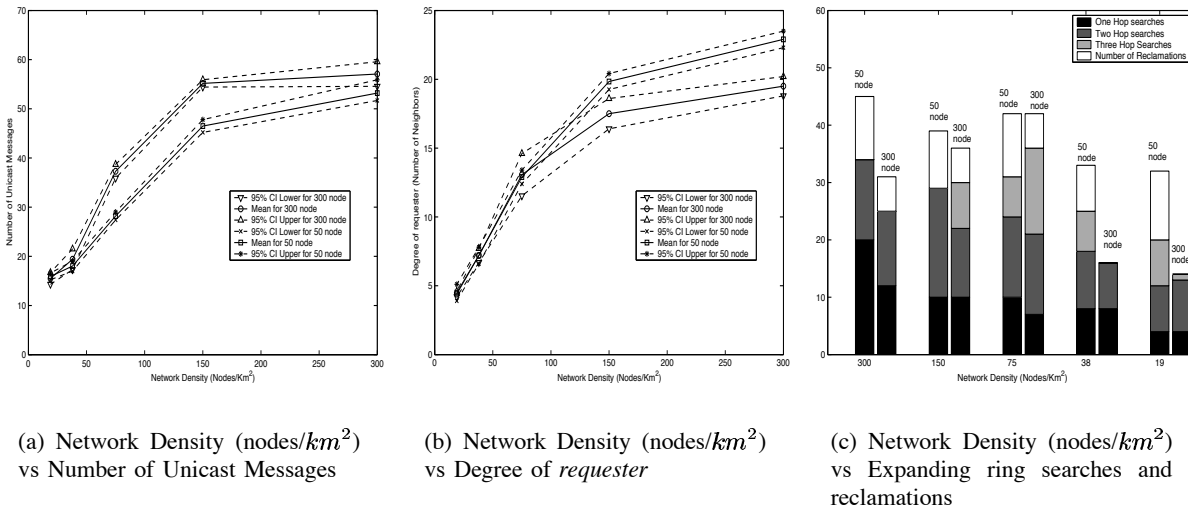 70
60
50
40
30
20
10
0
0
50
100
150
200
250
300
Number of Unicast Messages
Network Density (Nodes/Km2)
95% CI Lower for 300 node
Mean for 300 node
95% CI Upper for 300 node
95% CI Lower for 50 node
Mean for 50 node
95% CI Upper for 50 node
25
20
15
10
5
0
0
50
100
150
200
250
300
Degree of requester (Number of Neighbors)
Network Density (Nodes/Km2)
95% CI Lower for 300 node
Mean for 300 node
95% CI Upper for 300 node
95% CI Lower for 50 node
Mean for 50 node
95% CI Upper for 50 node
60
50
40
30
20
10
0
One Hop searches
Two Hop searches
Three Hop Searches
Number of Reclamations
50
node
300
node
50
node
300
node
50
node
300
node
50
node
300
node
50
node
300
node
300
150
75
38
19
Network Density (Nodes/Km2)
(a) Network Density (nodes/km2)
vs Number of Unicast Messages
(b) Network Density (nodes/km2)
vs Degree of requester
(c) Network Density (nodes/km2)
vs Expanding ring searches and
reclamations